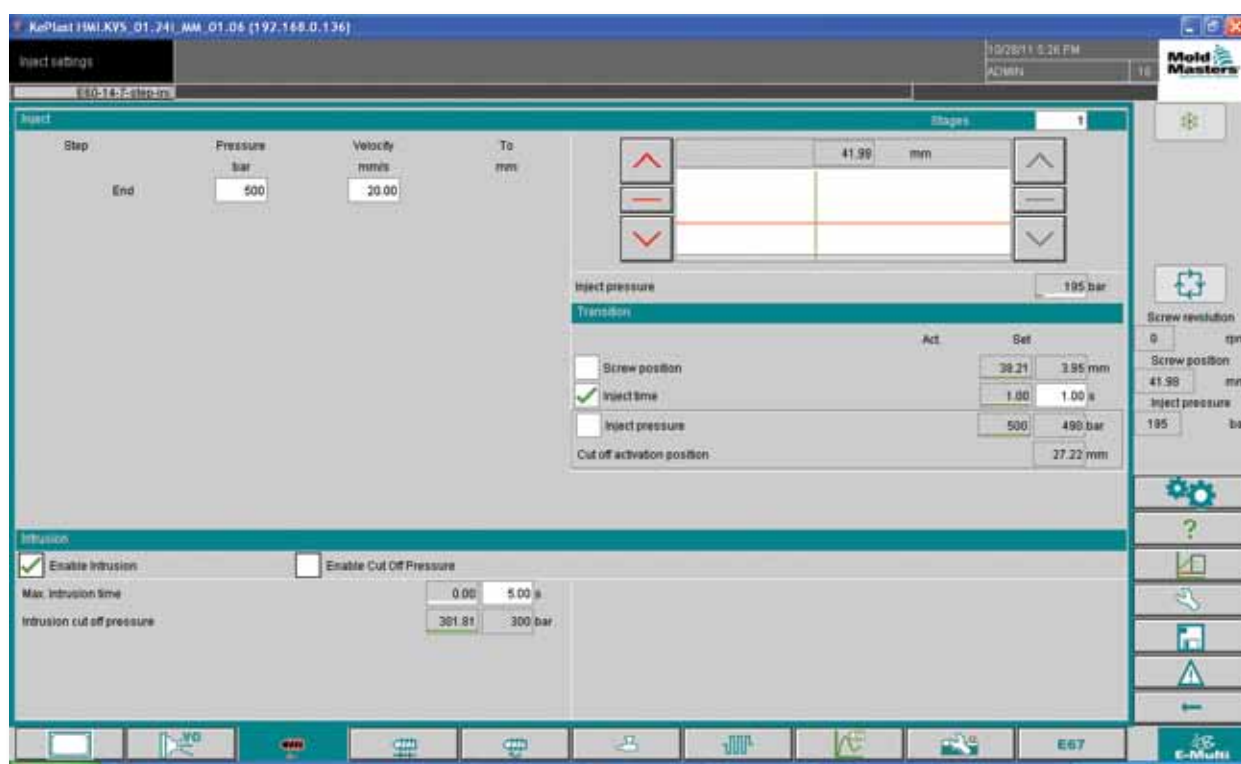 KePlast HMI.KVS_01.24I_MM_01.06 (192.168.0.136)
Inject settings
10/28/11 5:26 PM
ADMIN 16
Mold Masters
Inject Stages 1
Step Pressure Velocity To
bar mm/s mm
End 500 20.00
41.99 mm
Inject pressure 195 bar
Transition
Act. Set
Screw position 38.21 3.95 mm
Inject time 1.00 1.00 s
Inject pressure 500 490 bar
Cut off activation position 27.22 mm
Screw revolution
0
Screw position
41.98
Inject pressure
195
Intrusion
Enable Intrusion Enable Cut Off Pressure
Max. Intrusion time 0.00 5.00 s
Intrusion cut off pressure 300 bar
?
VG
E67
E-Multi